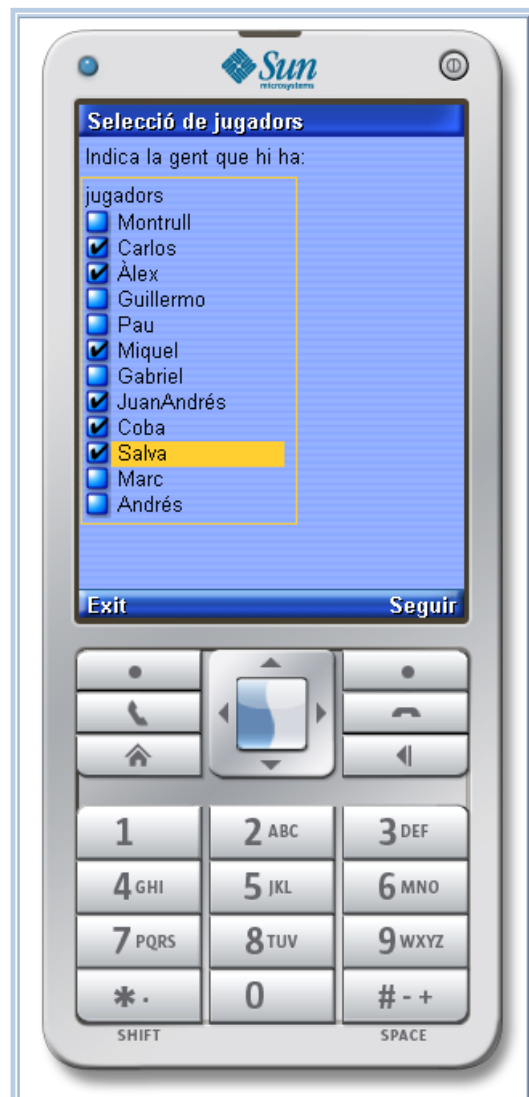 Sun
microsystems
Selecció de jugadors
Indica la gent que hi ha:
jugadors
Montrull
Carlos
Àlex
Guillermo
Pau
Miquel
Gabriel
JuanAndrés
Coba
Salva
Marc
Andrés
Exit Seguir
1 2 ABC 3 DEF
4 GHI 5 JKL 6 MNO
7 PQRS 8 TUV 9 WXYZ
* . 0 # - +
SHIFT SPACE